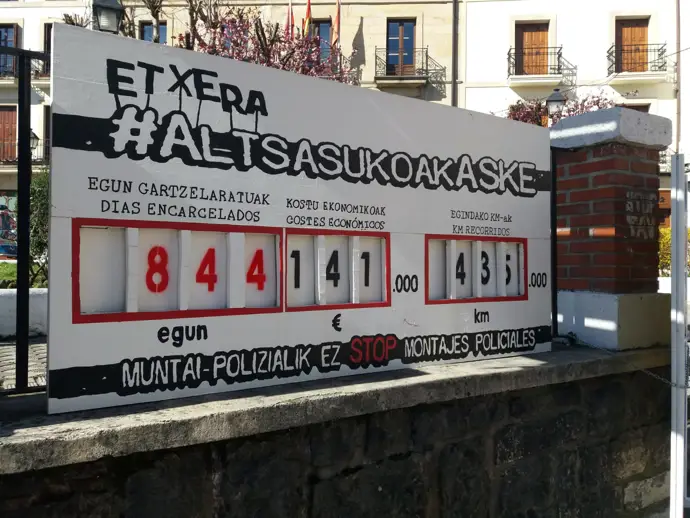 ETXERA
#ALTSASUKOAKASKE
EGUN GARTZELARATUAK
DIAS ENCARCELADOS
KOSTU EKONOMIKOAK
COSTES ECONÓMICOS
EGINDAKO KM-ak
KM RECORRIDOS
844
141.000
435.000
egun
€
km
MUNTAI-POLIZIALIK EZ STOP MONTAJES POLICIALES